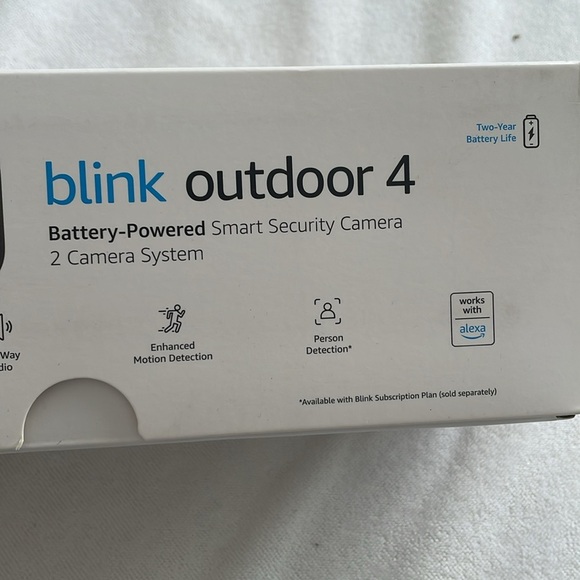 Two-Year
Battery Life
blink outdoor 4
Battery-Powered Smart Security Camera
2 Camera System
Way
dio
Enhanced
Motion Detection
Person
Detection*
works
with
alexa
*Available with Blink Subscription Plan (sold separately)